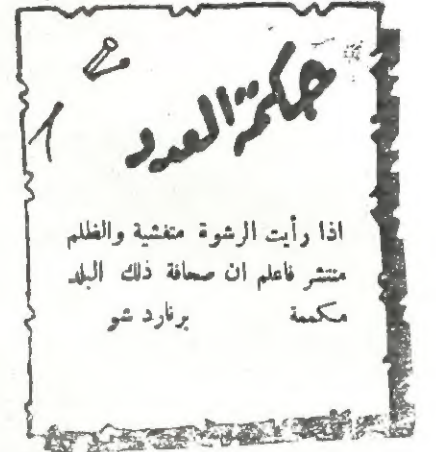 حكمة العدد
اذا رأيت الرشوة متفشية والظلم
منتشر فاعلم ان صحافة ذلك البلد
مكممة برنارد شو